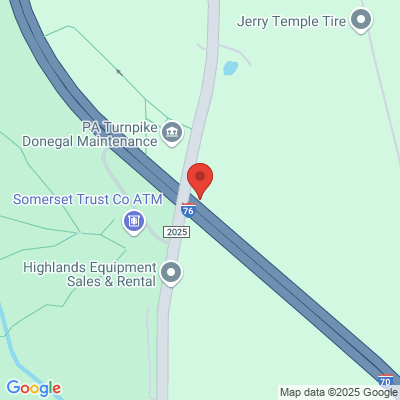 Jerry Temple Tire
PA Turnpike
Donegal Maintenance
Somerset Trust Co ATM
76
2025
Highlands Equipment
Sales & Rental
70
Google
Map data ©2025 Google